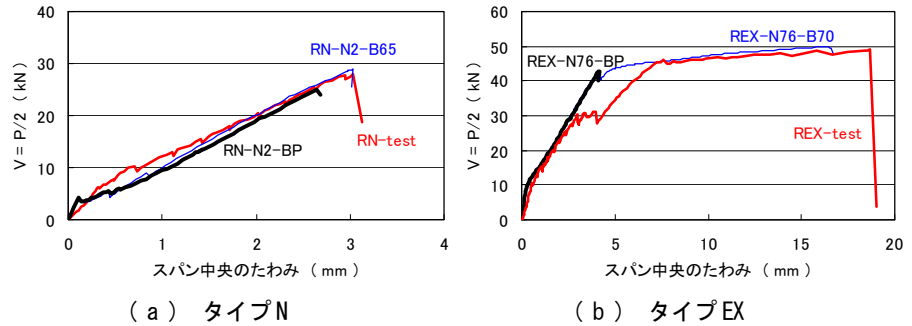 40
30
20
10
0
V = P/2 ( kN )
RN-N2-B65
RN-test
RN-N2-BP
0
1
2
3
4
スパン中央のたわみ ( mm )
( a ) タイプN
60
50
40
30
20
10
0
V = P/2 ( kN )
REX-N76-B70
REX-N76-BP
REX-test
0
5
10
15
20
スパン中央のたわみ ( mm )
( b ) タイプEX